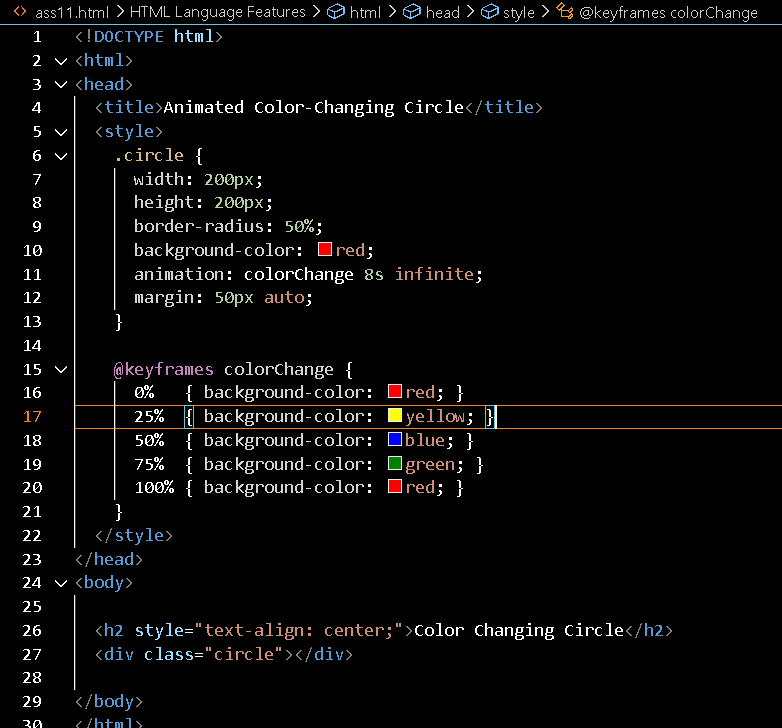 ass11.html > HTML Language Features > html > head > style > @keyframes colorChange
1 <!DOCTYPE html>
2 <html>
3 <head>
4   <title>Animated Color-Changing Circle</title>
5   <style>
6     .circle {
7       width: 200px;
8       height: 200px;
9       border-radius: 50%;
10       background-color: red;
11       animation: colorChange 8s infinite;
12       margin: 50px auto;
13     }
14
15     @keyframes colorChange {
16       0%   { background-color: red; }
17       25%  { background-color: yellow; }
18       50%  { background-color: blue; }
19       75%  { background-color: green; }
20       100% { background-color: red; }
21     }
22   </style>
23 </head>
24 <body>
25
26   <h2 style="text-align: center;">Color Changing Circle</h2>
27   <div class="circle"></div>
28
29 </body>
30 </html>